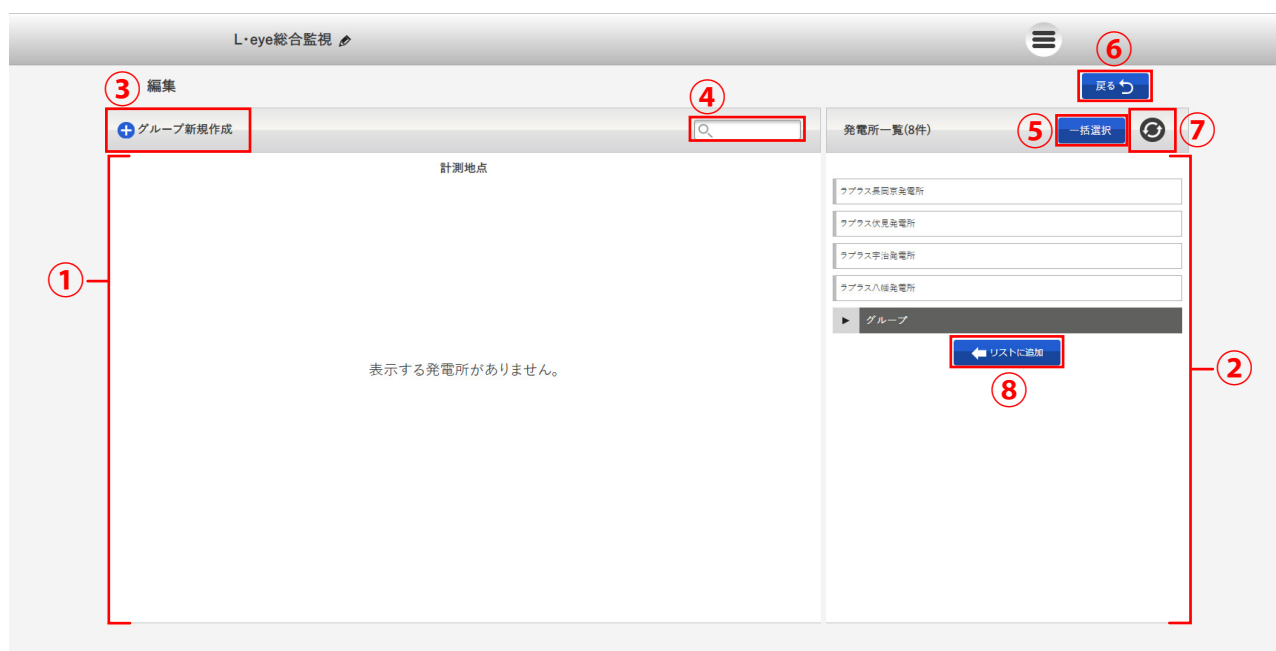 L・eye総合監視
⑥
③ 編集
戻る
④
グループ新規作成
発電所一覧(8件)
⑤ 一括選択 ⑦
計測地点
ラプラス長岡京発電所
ラプラス伏見発電所
ラプラス宇治発電所
①
ラプラス八幡発電所
▶ グループ
リストに追加
表示する発電所がありません。
②
⑧